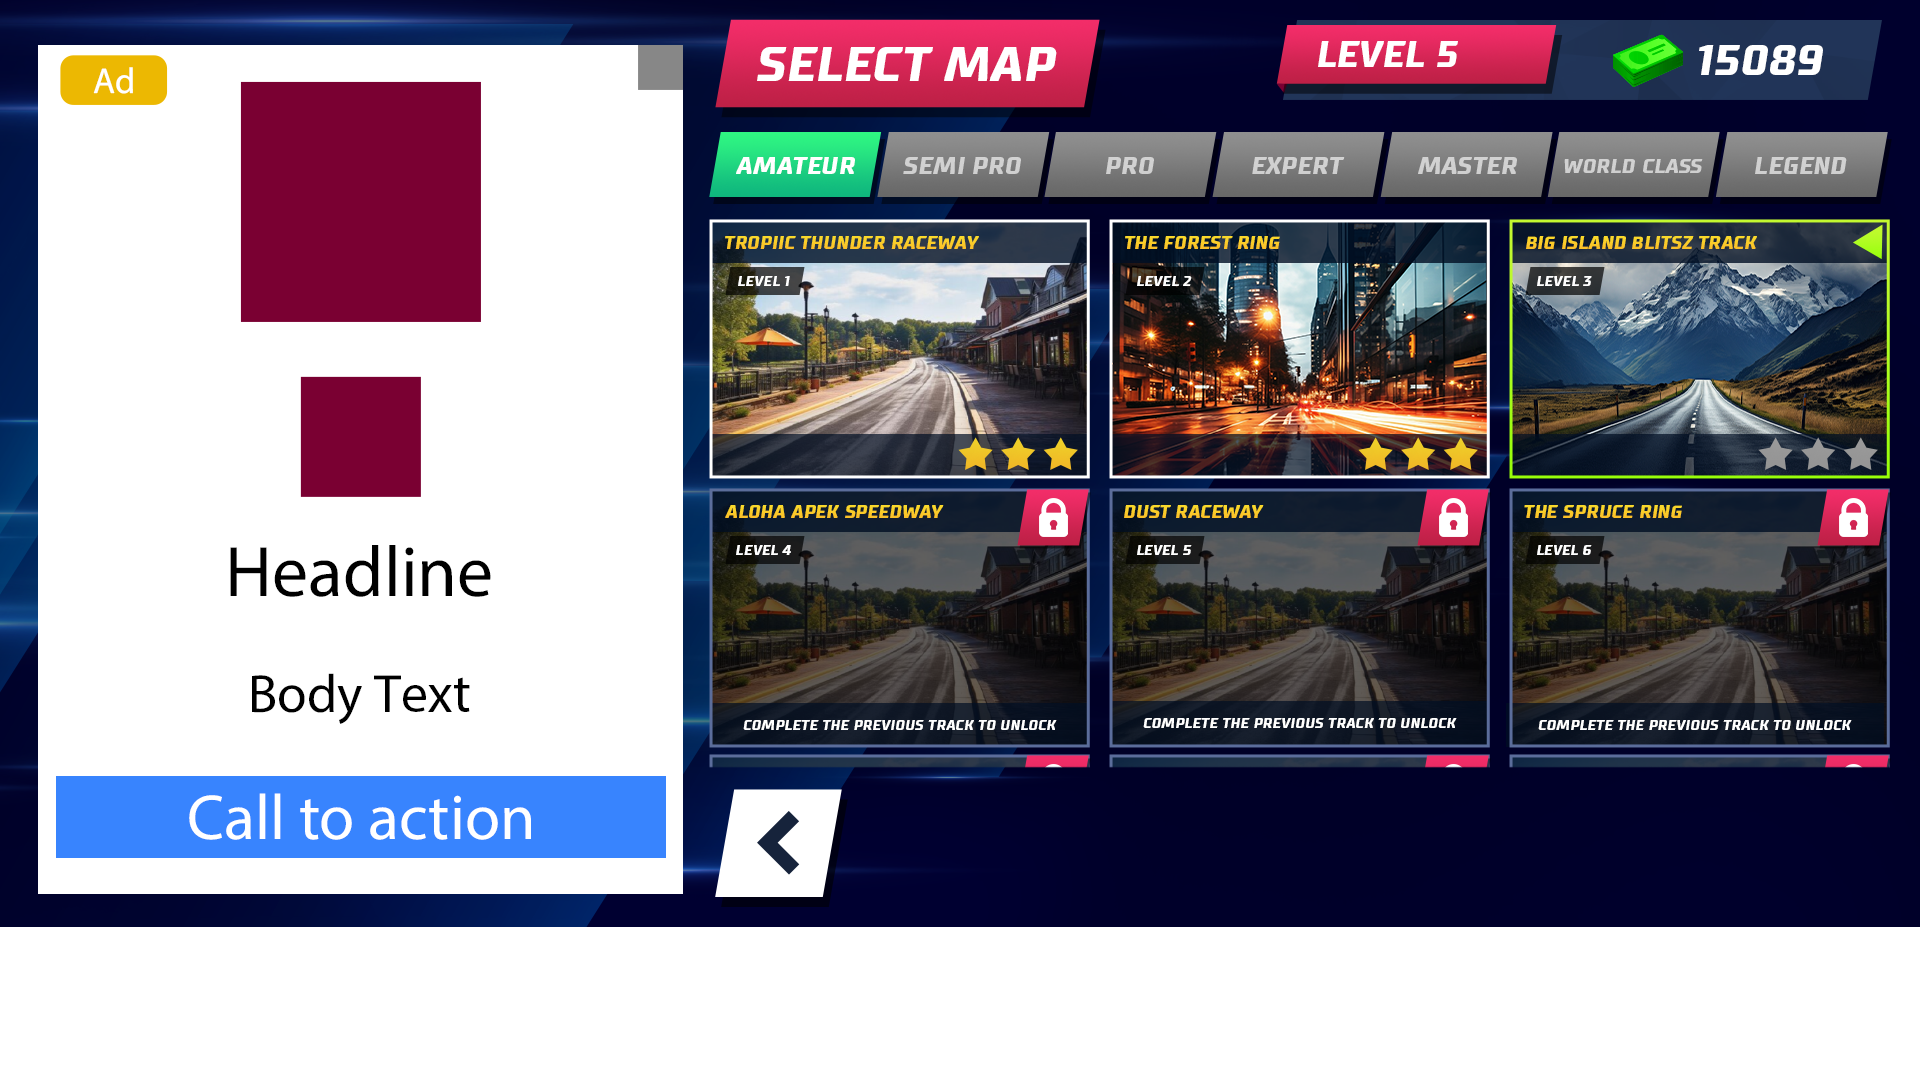 Ad
Headline
Body Text
Call to action
SELECT MAP
LEVEL 5
15089
AMATEUR
SEMI PRO
PRO
EXPERT
MASTER
WORLD CLASS
LEGEND
TROPIIC THUNDER RACEWAY
LEVEL 1
THE FOREST RING
LEVEL 2
BIG ISLAND BLITSZ TRACK
LEVEL 3
ALOHA APEK SPEEDWAY
LEVEL 4
COMPLETE THE PREVIOUS TRACK TO UNLOCK
DUST RACEWAY
LEVEL 5
COMPLETE THE PREVIOUS TRACK TO UNLOCK
THE SPRUCE RING
LEVEL 6
COMPLETE THE PREVIOUS TRACK TO UNLOCK